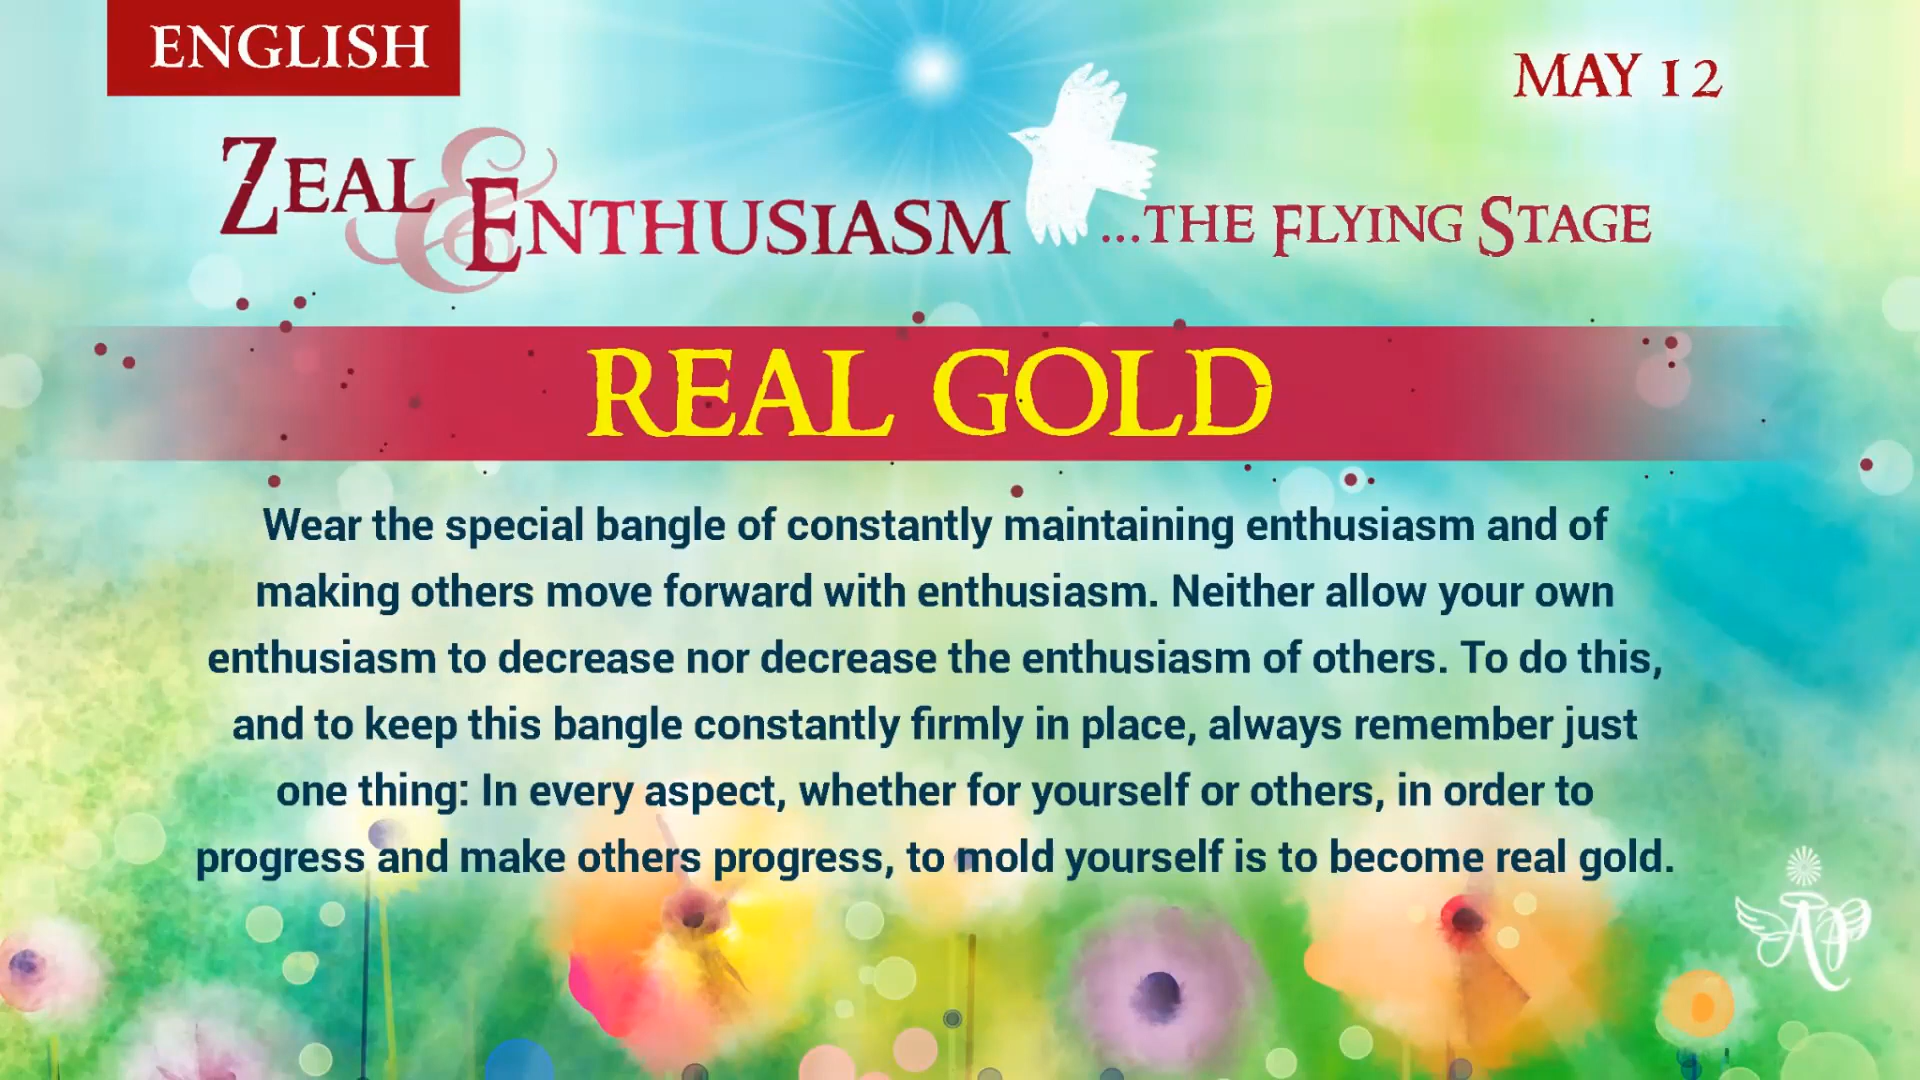 ENGLISH
MAY 12
ZEAL & ENTHUSIASM ...THE FLYING STAGE
REAL GOLD
Wear the special bangle of constantly maintaining enthusiasm and of
making others move forward with enthusiasm. Neither allow your own
enthusiasm to decrease nor decrease the enthusiasm of others. To do this,
and to keep this bangle constantly firmly in place, always remember just
one thing: In every aspect, whether for yourself or others, in order to
progress and make others progress, to mold yourself is to become real gold.